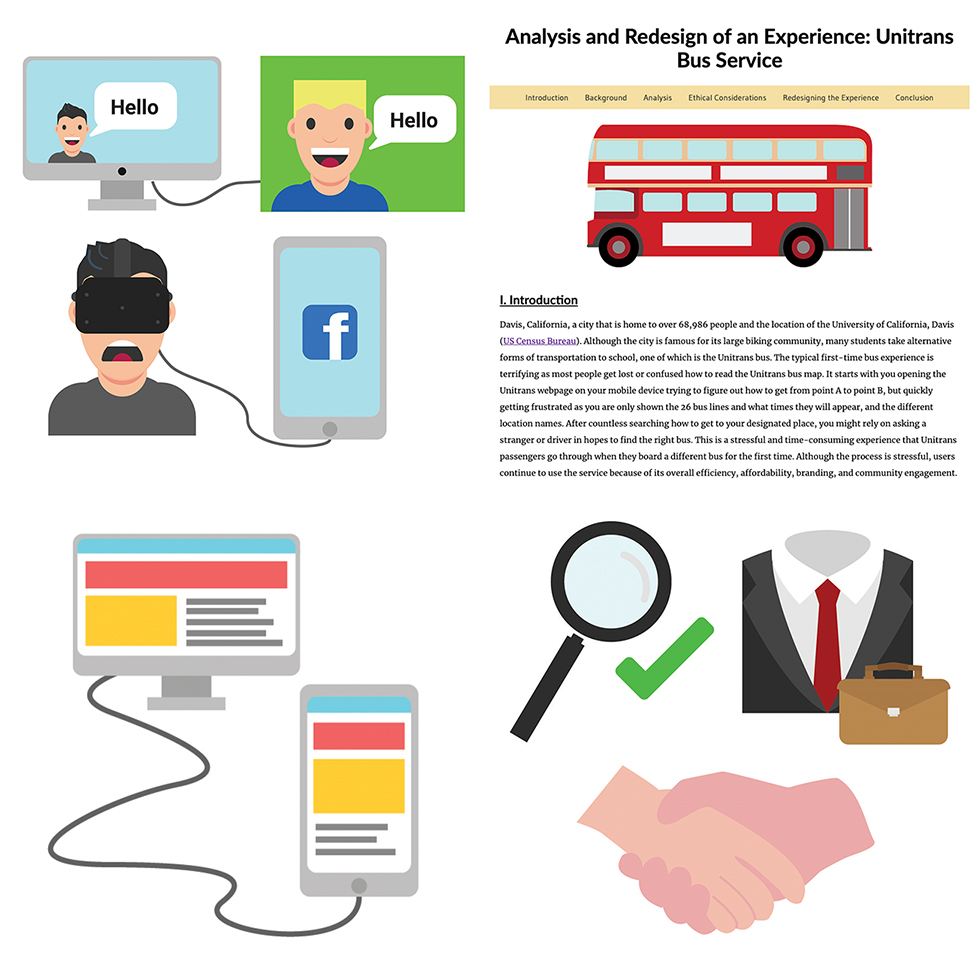 Hello
Hello
f
Analysis and Redesign of an Experience: Unitrans
Bus Service
Introduction Background Analysis Ethical Considerations Redesigning the Experience Conclusion
I. Introduction
Davis, California, a city that is home to over 68,986 people and the location of the University of California, Davis
(US Census Bureau). Although the city is famous for its large biking community, many students take alternative
forms of transportation to school, one of which is the Unitrans bus. The typical first-time bus experience is
terrifying as most people get lost or confused how to read the Unitrans bus map. It starts with you opening the
Unitrans webpage on your mobile device trying to figure out how to get from point A to point B, but quickly
getting frustrated as you are only shown the 26 bus lines and what times they will appear, and the different
location names. After countless searching how to get to your designated place, you might rely on asking a
stranger or driver in hopes to find the right bus. This is a stressful and time-consuming experience that Unitrans
passengers go through when they board a different bus for the first time. Although the process is stressful, users
continue to use the service because of its overall efficiency, affordability, branding, and community engagement.